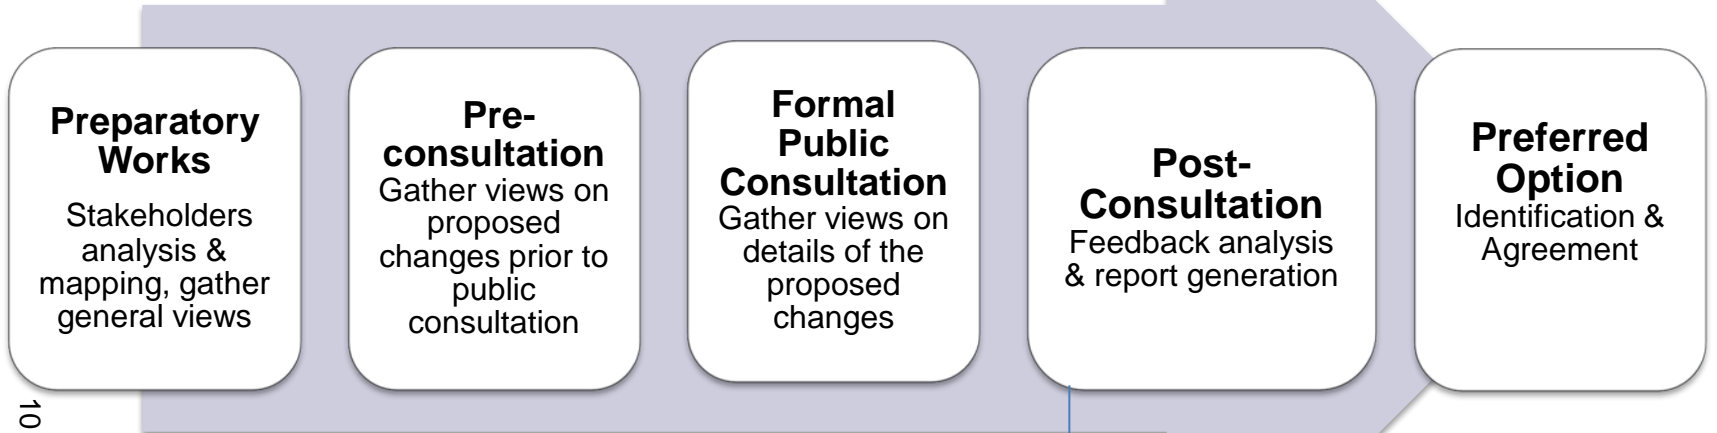 Preparatory
Works
Stakeholders
analysis &
mapping, gather
general views
Pre-
consultation
Gather views on
proposed
changes prior to
public
consultation
Formal
Public
Consultation
Gather views on
details of the
proposed
changes
Post-
Consultation
Feedback analysis
& report generation
Preferred
Option
Identification &
Agreement
10